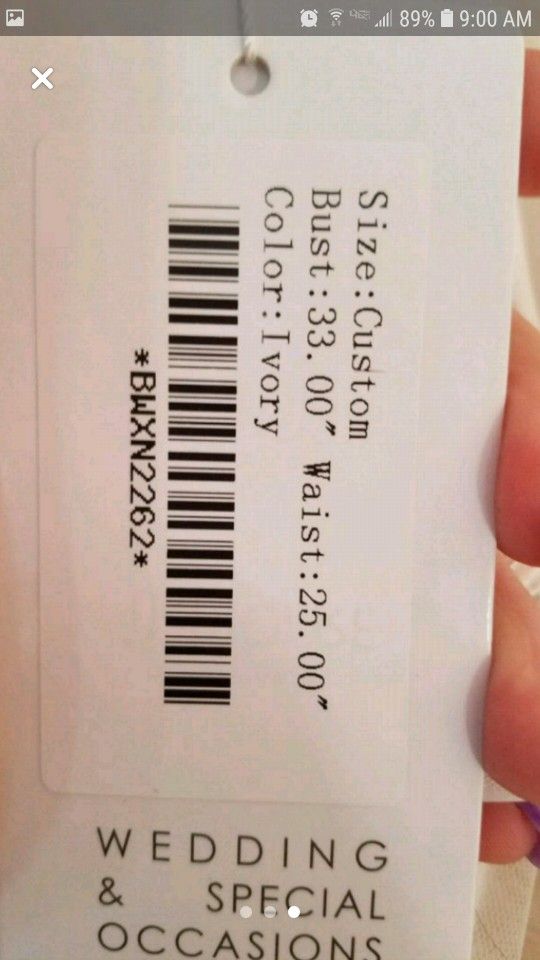 89% 9:00 AM
Size:Custom
Bust:33.00" Waist:25.00"
Color:Ivory
*BWXN2262*
WEDDING
& SPECIAL
OCCASIONS